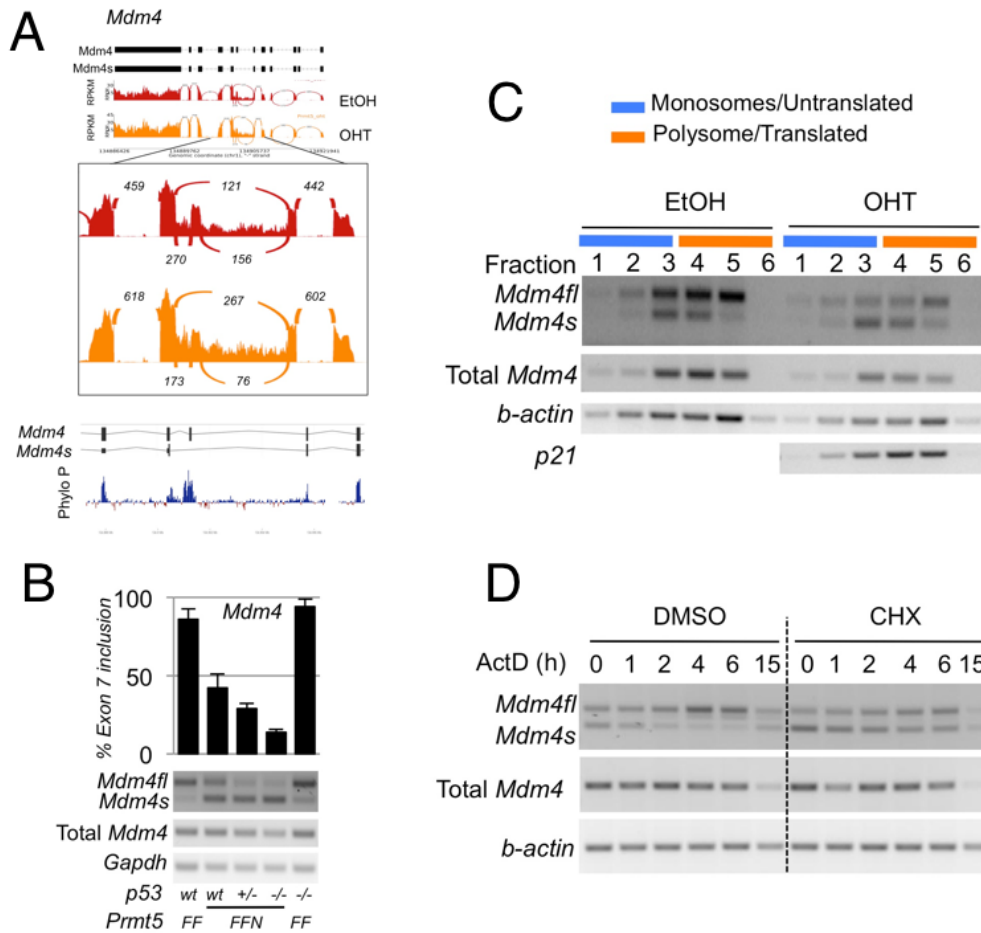 A
Mdm4
Mdm4
Mdm4s
RPKM
EtOH
RPKM
OHT
Genomic coordinate (chr1), "-" strand
459
121
442
270
156
618
267
602
173
76
Mdm4
Mdm4s
Phylo P
B
100
Mdm4
% Exon 7 inclusion
50
0
Mdm4fl
Mdm4s
Total Mdm4
Gapdh
p53 wt wt +/- -/- -/-
Prmt5 FF FFN FF
C
Monosomes/Untranslated
Polysome/Translated
EtOH OHT
Fraction 1 2 3 4 5 6 1 2 3 4 5 6
Mdm4fl
Mdm4s
Total Mdm4
b-actin
p21
D
DMSO CHX
ActD (h) 0 1 2 4 6 15 0 1 2 4 6 15
Mdm4fl
Mdm4s
Total Mdm4
b-actin